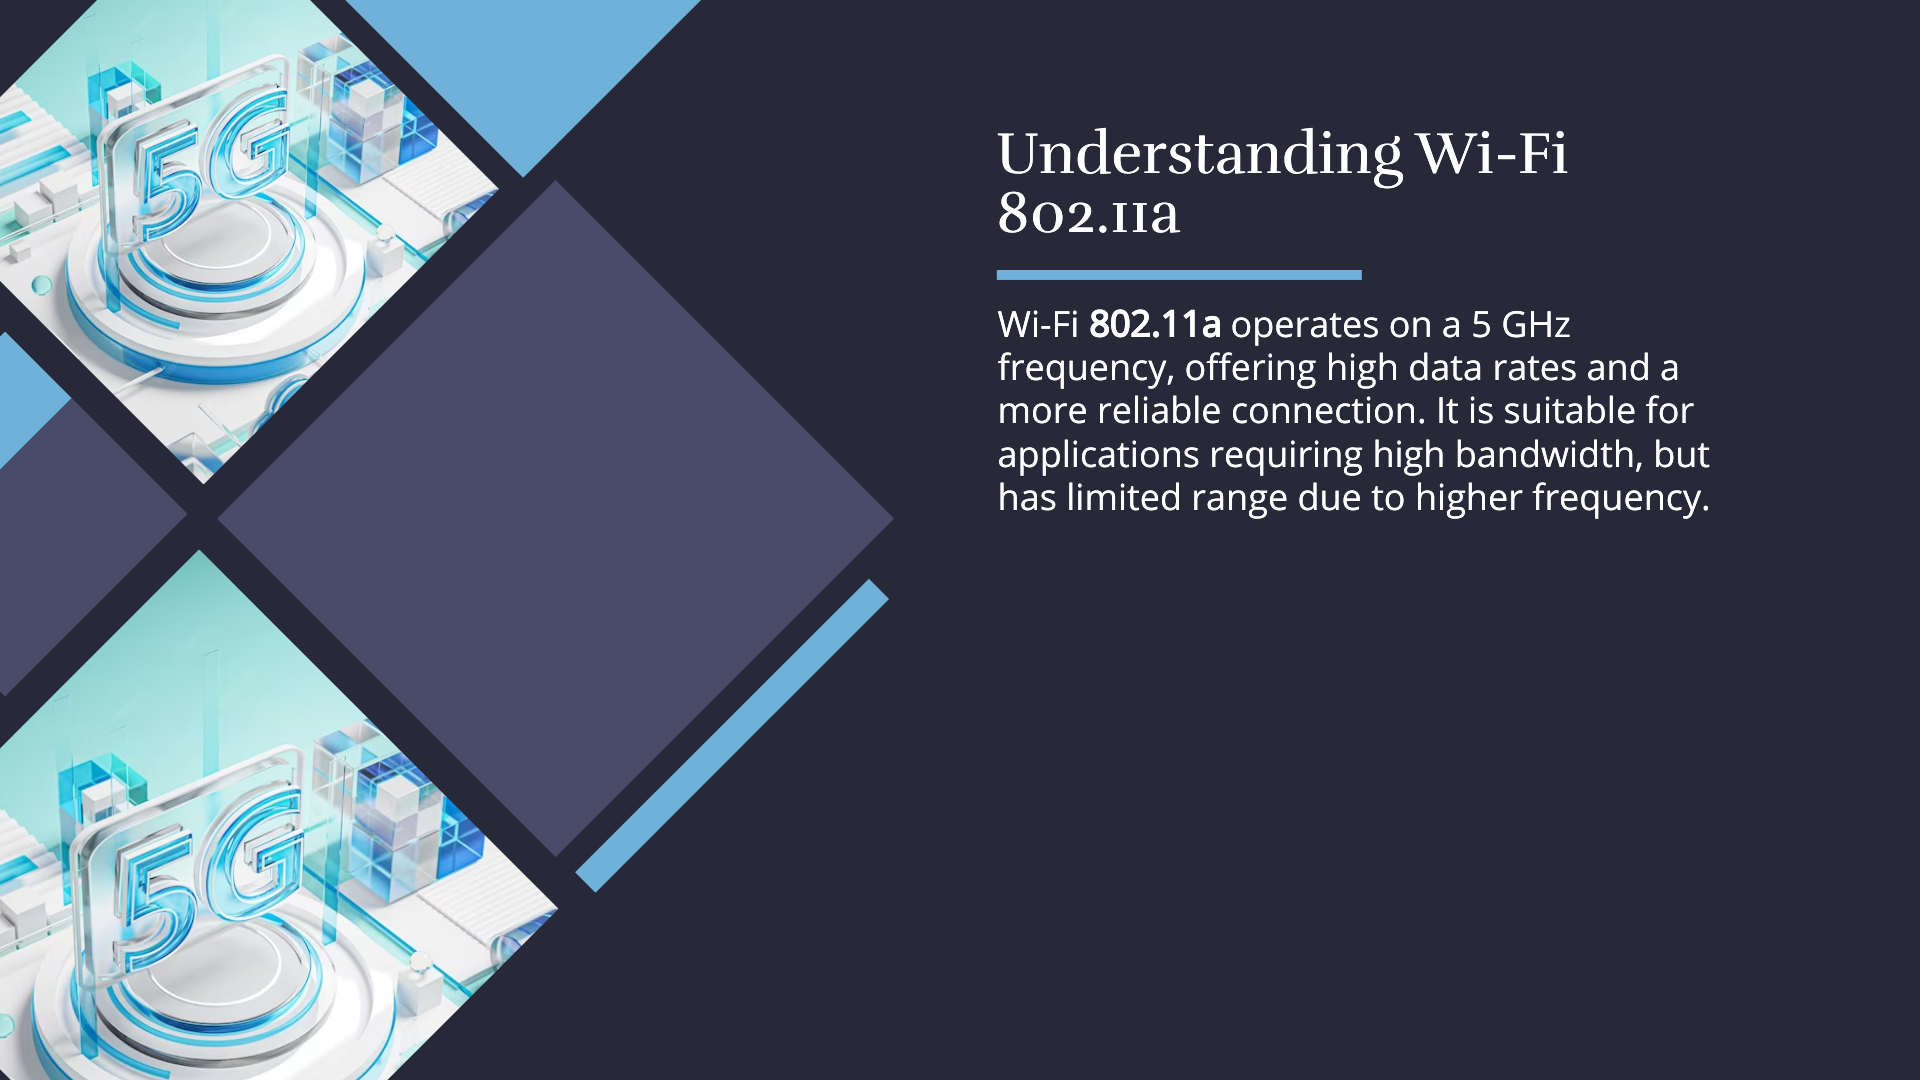 5G
Understanding Wi-Fi
802.11a
Wi-Fi 802.11a operates on a 5 GHz
frequency, offering high data rates and a
more reliable connection. It is suitable for
applications requiring high bandwidth, but
has limited range due to higher frequency.
5G